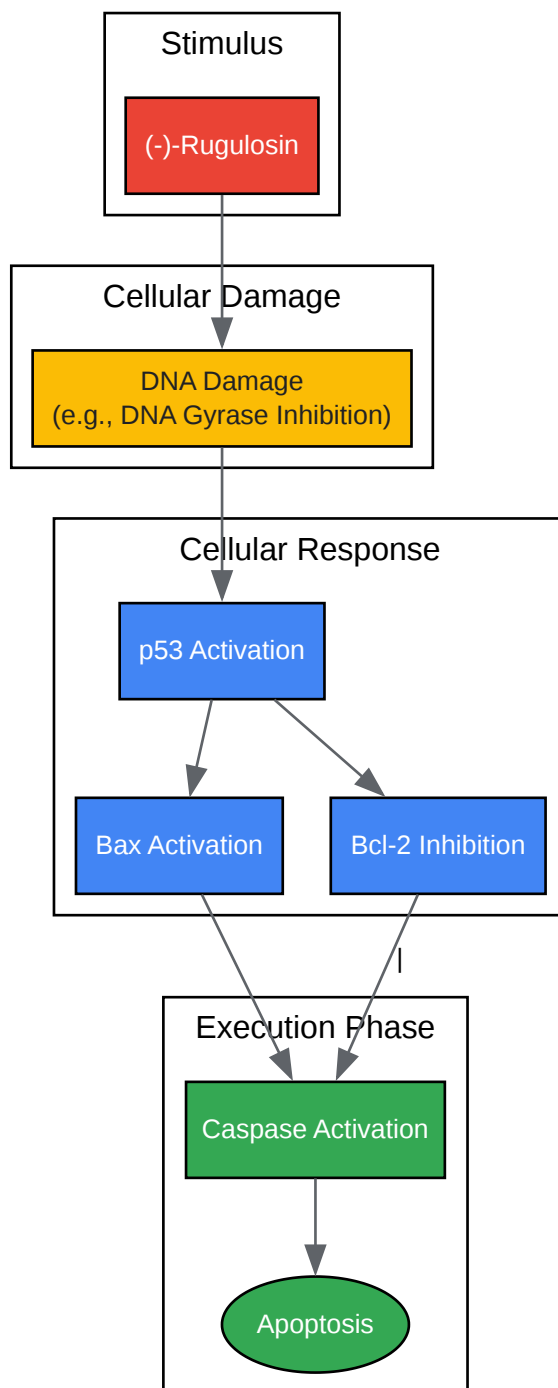 Stimulus
(-)-Rugulosin
Cellular Damage
DNA Damage
(e.g., DNA Gyrase Inhibition)
Cellular Response
p53 Activation
Bax Activation
Bcl-2 Inhibition
|
Execution Phase
Caspase Activation
Apoptosis